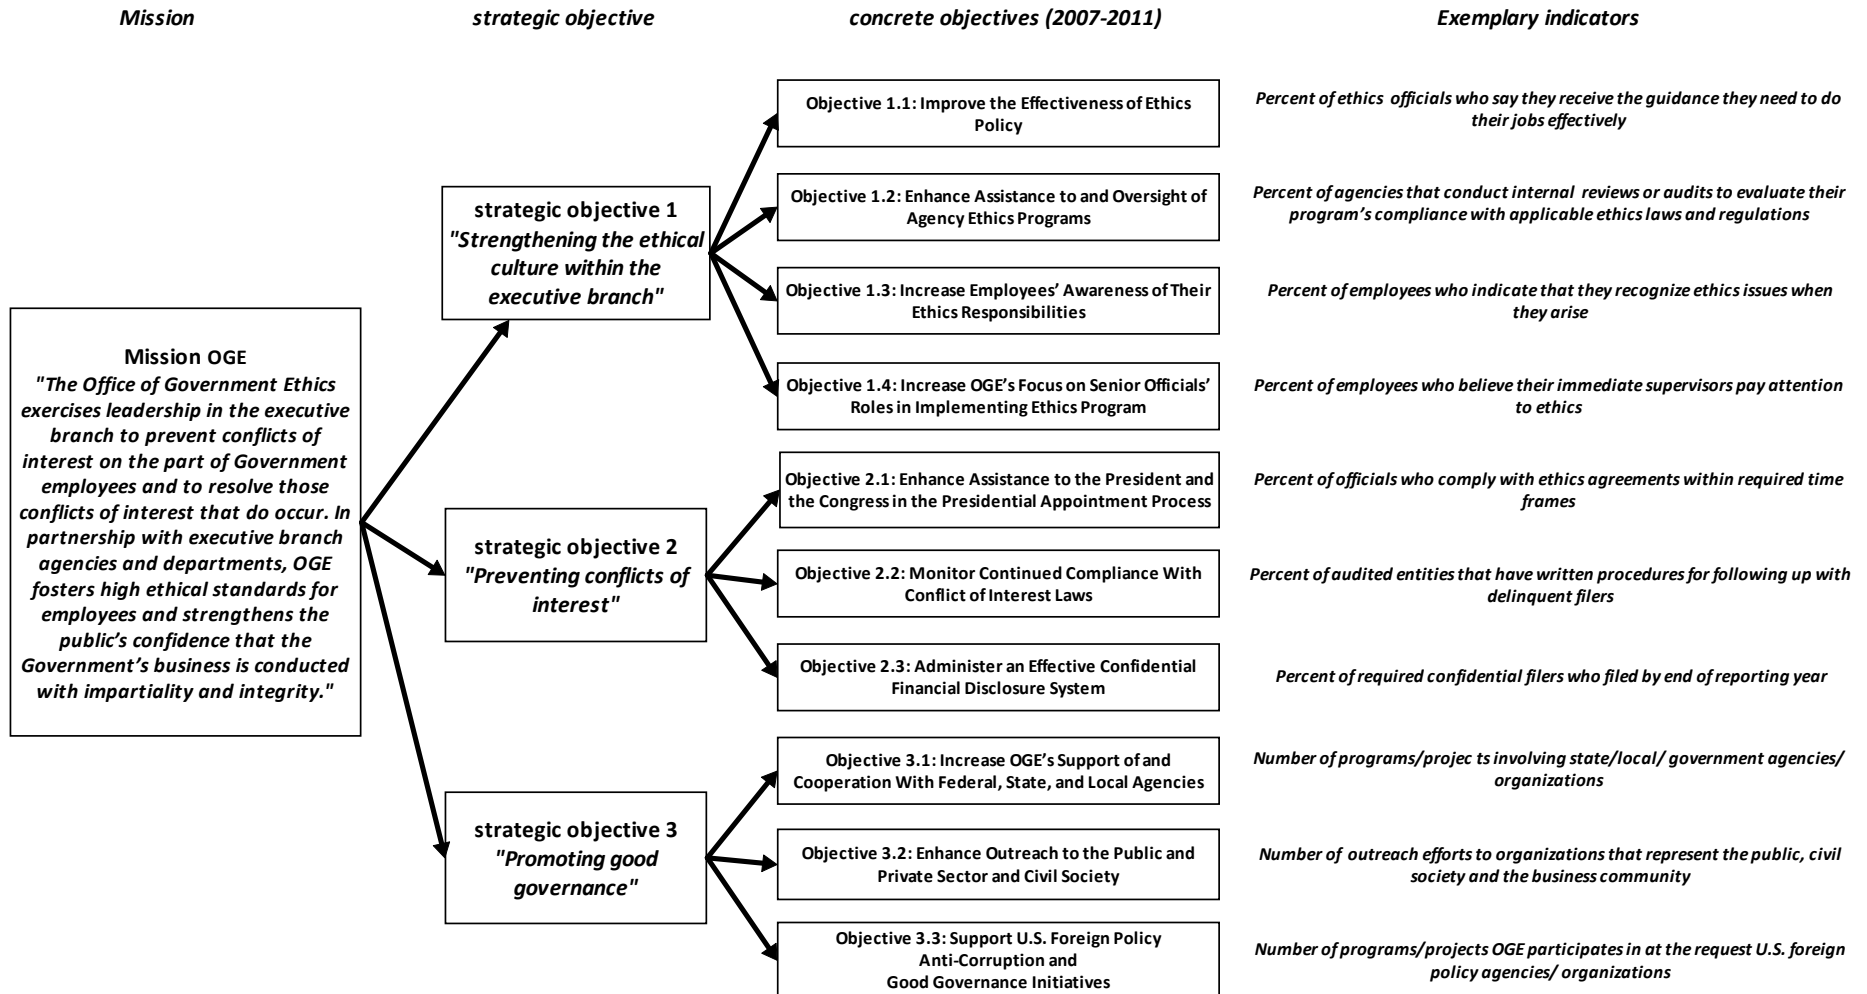 Mission
strategic objective
concrete objectives (2007-2011)
Exemplary indicators
Mission OGE
"The Office of Government Ethics
exercises leadership in the executive
branch to prevent conflicts of
interest on the part of Government
employees and to resolve those
conflicts of interest that do occur. In
partnership with executive branch
agencies and departments, OGE
fosters high ethical standards for
employees and strengthens the
public's confidence that the
Government's business is conducted
with impartiality and integrity."
strategic objective 1
"Strengthening the ethical
culture within the
executive branch"
Objective 1.1: Improve the Effectiveness of Ethics
Policy
Percent of ethics officials who say they receive the guidance they need to do
their jobs effectively
Objective 1.2: Enhance Assistance to and Oversight of
Agency Ethics Programs
Percent of agencies that conduct internal reviews or audits to evaluate their
program's compliance with applicable ethics laws and regulations
Objective 1.3: Increase Employees' Awareness of Their
Ethics Responsibilities
Percent of employees who indicate that they recognize ethics issues when
they arise
Objective 1.4: Increase OGE's Focus on Senior Officials'
Roles in Implementing Ethics Program
Percent of employees who believe their immediate supervisors pay attention
to ethics
strategic objective 2
"Preventing conflicts of
interest"
Objective 2.1: Enhance Assistance to the President and
the Congress in the Presidential Appointment Process
Percent of officials who comply with ethics agreements within required time
frames
Objective 2.2: Monitor Continued Compliance With
Conflict of Interest Laws
Percent of audited entities that have written procedures for following up with
delinquent filers
Objective 2.3: Administer an Effective Confidential
Financial Disclosure System
Percent of required confidential filers who filed by end of reporting year
strategic objective 3
"Promoting good
governance"
Objective 3.1: Increase OGE's Support of and
Cooperation With Federal, State, and Local Agencies
Number of programs/projec ts involving state/local/ government agencies/
organizations
Objective 3.2: Enhance Outreach to the Public and
Private Sector and Civil Society
Number of outreach efforts to organizations that represent the public, civil
society and the business community
Objective 3.3: Support U.S. Foreign Policy
Anti-Corruption and
Good Governance Initiatives
Number of programs/projects OGE participates in at the request U.S. foreign
policy agencies/ organizations